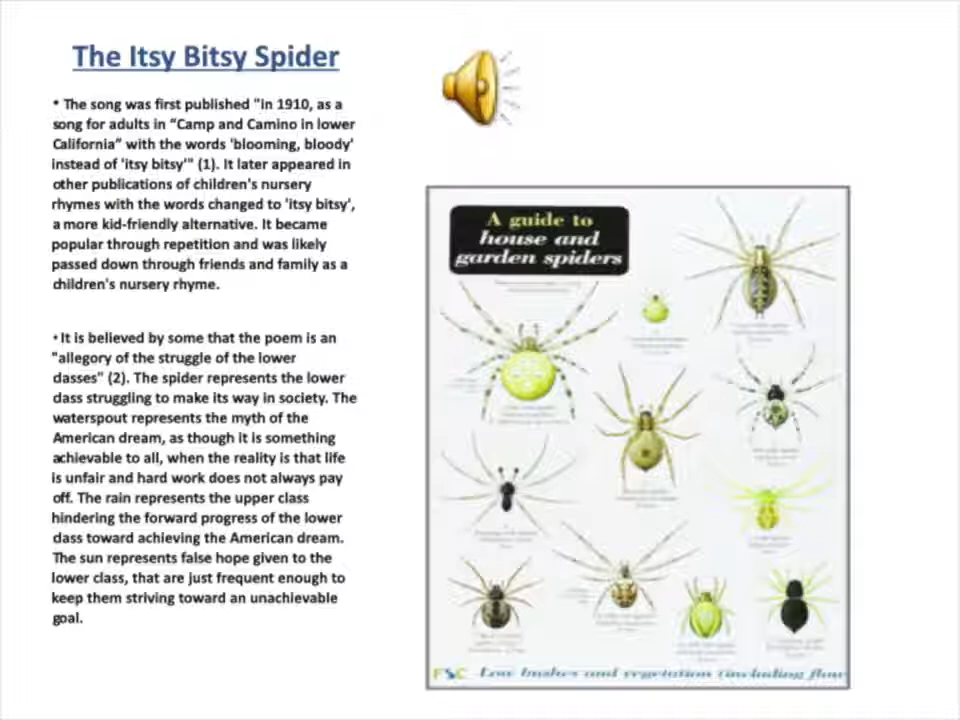 The Itsy Bitsy Spider
• The song was first published "in 1910, as a
song for adults in “Camp and Camino in lower
California” with the words 'blooming, bloody'
instead of 'itsy bitsy'" (1). It later appeared in
other publications of children's nursery
rhymes with the words changed to 'itsy bitsy',
a more kid-friendly alternative. It became
popular through repetition and was likely
passed down through friends and family as a
children's nursery rhyme.
• It is believed by some that the poem is an
"allegory of the struggle of the lower
classes" (2). The spider represents the lower
class struggling to make its way in society. The
waterspout represents the myth of the
American dream, as though it is something
achievable to all, when the reality is that life
is unfair and hard work does not always pay
off. The rain represents the upper class
hindering the forward progress of the lower
class toward achieving the American dream.
The sun represents false hope given to the
lower class, that are just frequent enough to
keep them striving toward an unachievable
goal.
A guide to
house and
garden spiders
FSC Low bushes and vegetation (including flow